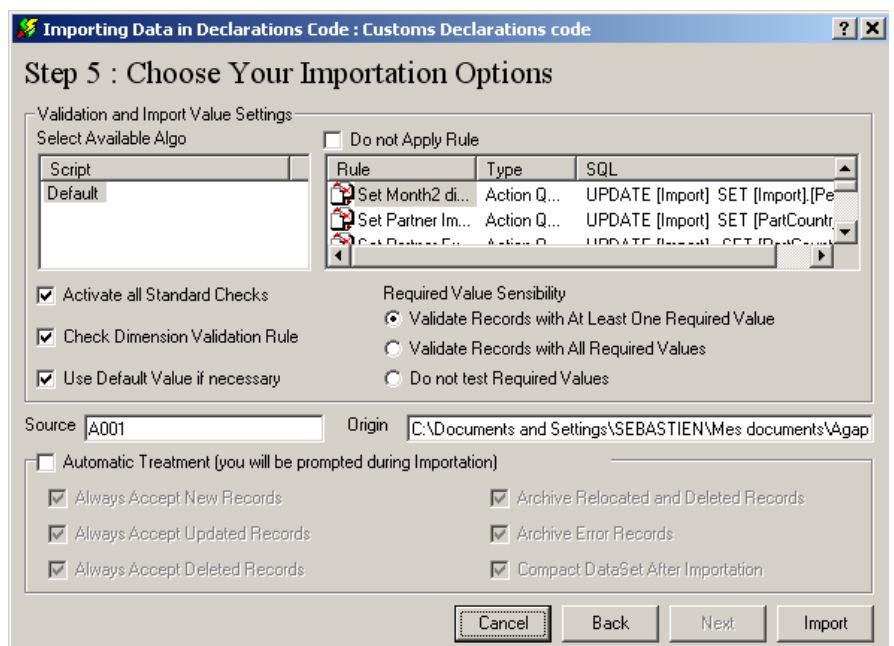 Importing Data in Declarations Code : Customs Declarations code
Step 5 : Choose Your Importation Options
Validation and Import Value Settings
Select Available Algo
Do not Apply Rule
Script
Default
Rule Type SQL
Set Month2 di... Action Q... UPDATE [Import] SET [Import].[Pe
Set Partner Im... Action Q... UPDATE [Import] SET [PartCountr
Activate all Standard Checks
Check Dimension Validation Rule
Use Default Value if necessary
Required Value Sensibility
Validate Records with At Least One Required Value
Validate Records with All Required Values
Do not test Required Values
Source A001
Origin C:\Documents and Settings\SEBASTIEN\Mes documents\Agap
Automatic Treatment (you will be prompted during Importation)
Always Accept New Records
Always Accept Updated Records
Always Accept Deleted Records
Archive Relocated and Deleted Records
Archive Error Records
Compact DataSet After Importation
Cancel Back Next Import